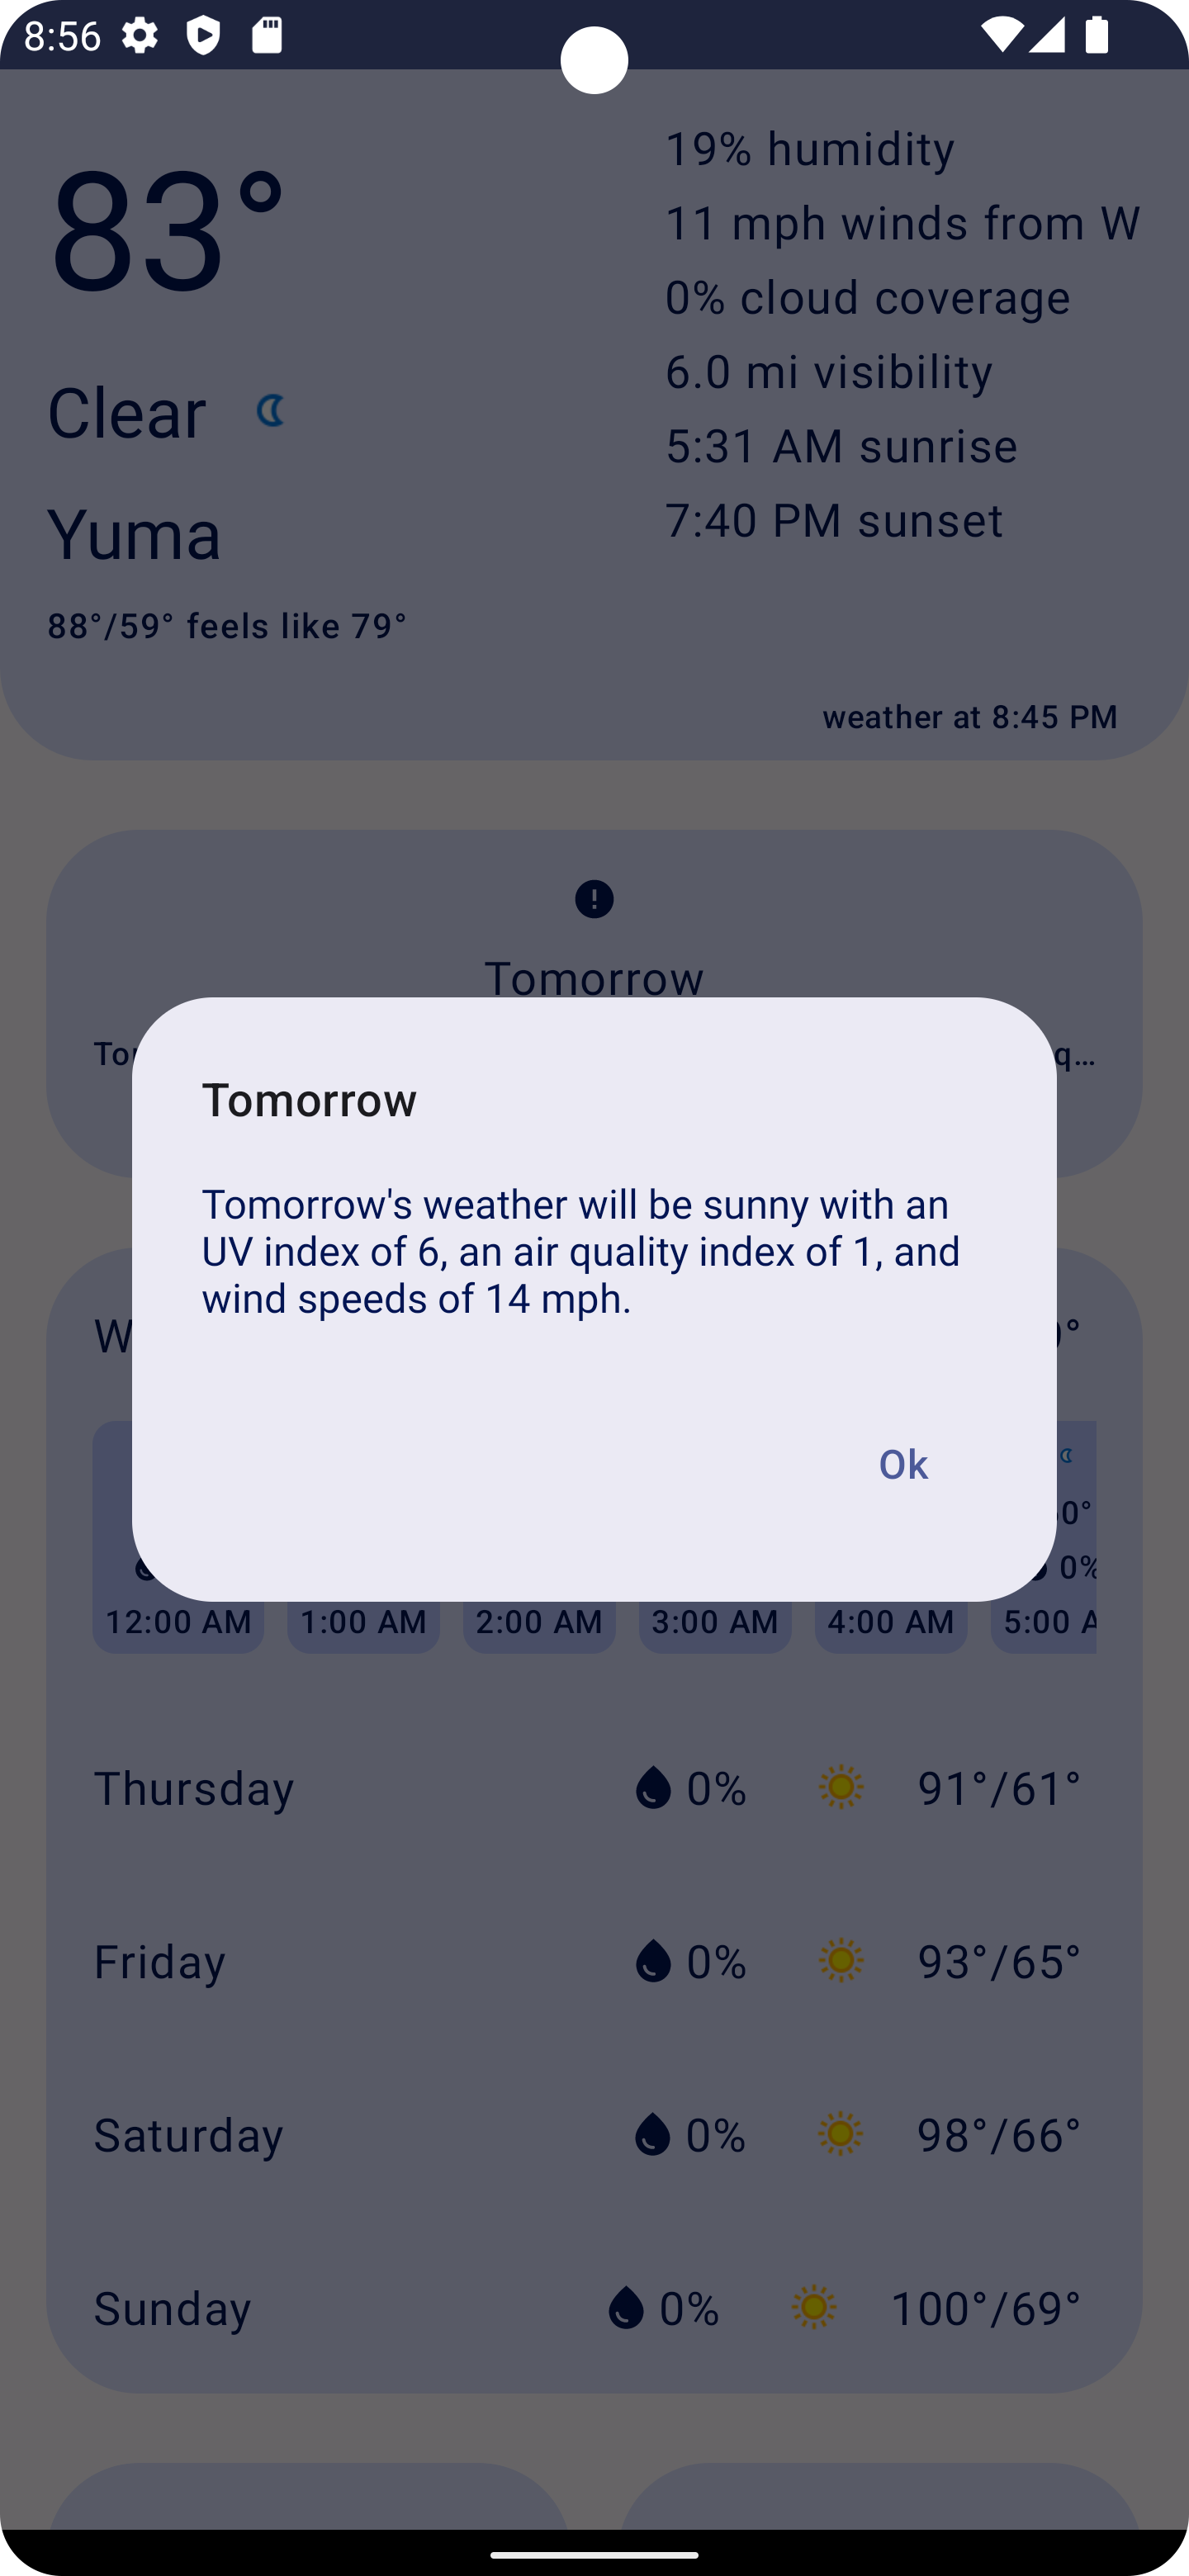 8:56
83°
Clear
Yuma
88°/59° feels like 79°
19% humidity
11 mph winds from W
0% cloud coverage
6.0 mi visibility
5:31 AM sunrise
7:40 PM sunset
weather at 8:45 PM
Tomorrow
Tomorrow
Tomorrow's weather will be sunny with an
UV index of 6, an air quality index of 1, and
wind speeds of 14 mph.
Ok
0%
12:00 AM 1:00 AM 2:00 AM 3:00 AM 4:00 AM 5:00 A
Thursday 0% 91°/61°
Friday 0% 93°/65°
Saturday 0% 98°/66°
Sunday 0% 100°/69°